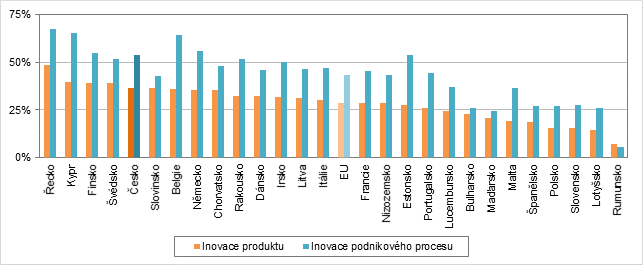 75%
50%
25%
0%
Řecko
Kypr
Finsko
Švédsko
Česko
Slovinsko
Belgie
Německo
Chorvatsko
Rakousko
Dánsko
Irsko
Litva
Itálie
EU
Francie
Nizozemsko
Estonsko
Portugalsko
Lucembursko
Bulharsko
Maďarsko
Malta
Španělsko
Polsko
Slovensko
Lotyšsko
Rumunsko
Inovace produktu Inovace podnikového procesu